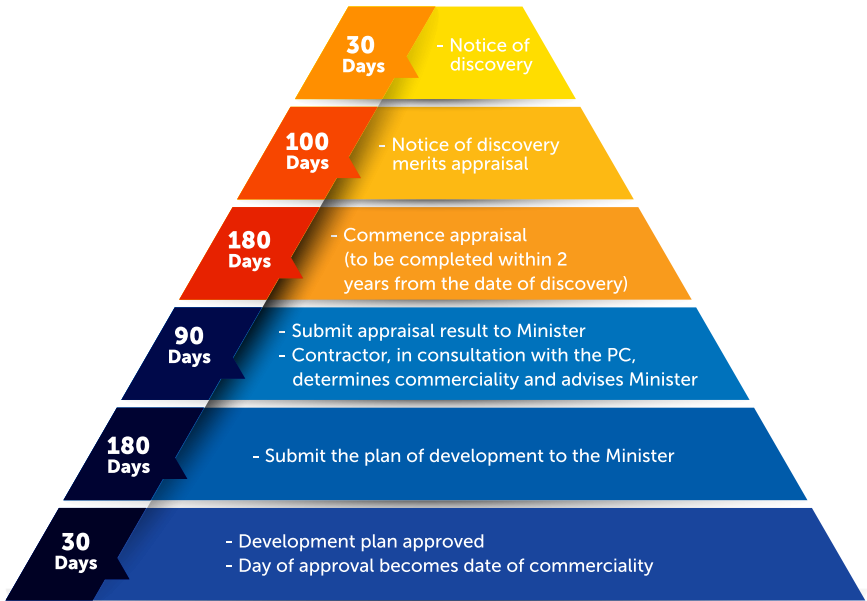 30
Days
- Notice of
discovery
100
Days
- Notice of discovery
merits appraisal
180
Days
- Commence appraisal
(to be completed within 2
years from the date of discovery)
90
Days
- Submit appraisal result to Minister
- Contractor, in consultation with the PC,
determines commerciality and advises Minister
180
Days
- Submit the plan of development to the Minister
30
Days
- Development plan approved
- Day of approval becomes date of commerciality